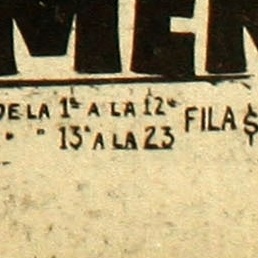 MEN
DE LA 1ª A LA 12ª FILA $
" " 13ª A LA 23